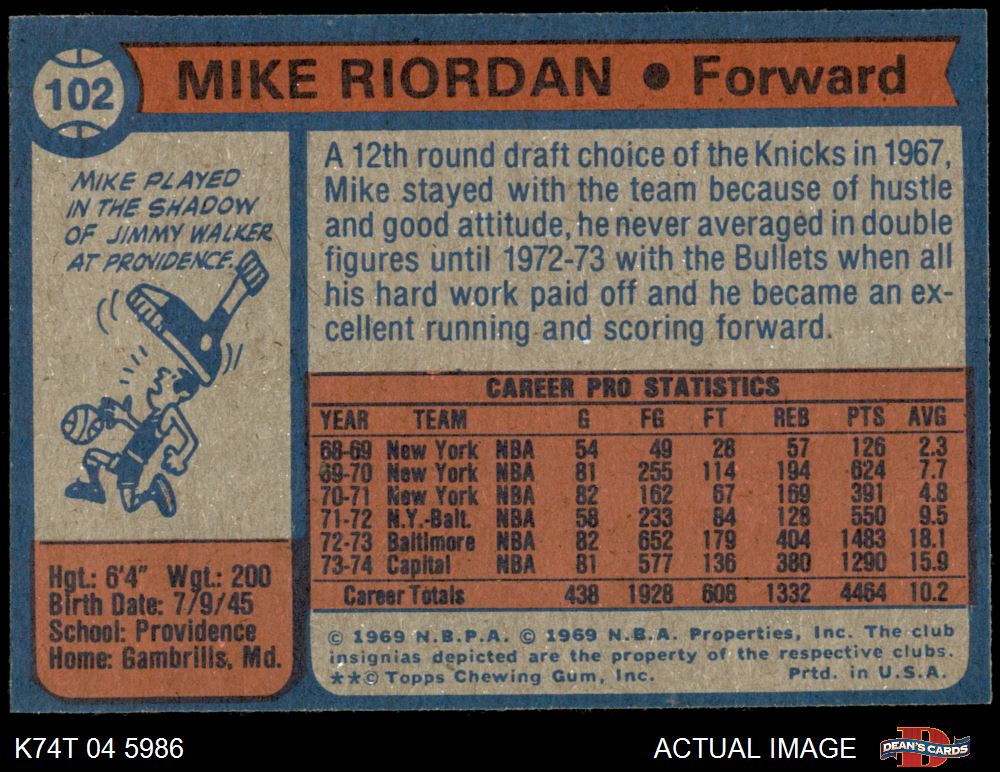 102
MIKE RIORDAN ● Forward
MIKE PLAYED
IN THE SHADOW
OF JIMMY WALKER
AT PROVIDENCE.
A 12th round draft choice of the Knicks in 1967,
Mike stayed with the team because of hustle
and good attitude, he never averaged in double
figures until 1972-73 with the Bullets when all
his hard work paid off and he became an ex-
cellent running and scoring forward.
CAREER PRO STATISTICS
YEAR TEAM G FG FT REB PTS AVG
68-69 New York NBA 54 49 28 57 126 2.3
69-70 New York NBA 81 255 114 194 624 7.7
70-71 New York NBA 82 162 67 169 391 4.8
71-72 N.Y.-Balt. NBA 58 233 84 128 550 9.5
72-73 Baltimore NBA 82 652 179 404 1483 18.1
73-74 Capital NBA 81 577 136 380 1290 15.9
Career Totals 438 1928 608 1332 4464 10.2
Hgt.: 6'4" Wgt.: 200
Birth Date: 7/9/45
School: Providence
Home: Gambrills, Md.
© 1969 N.B.P.A. © 1969 N.B.A. Properties, Inc. The club
insignias depicted are the property of the respective clubs.
**© Topps Chewing Gum, Inc. Prtd. in U.S.A.
K74T 04 5986
ACTUAL IMAGE
D
DEAN'S CARDS